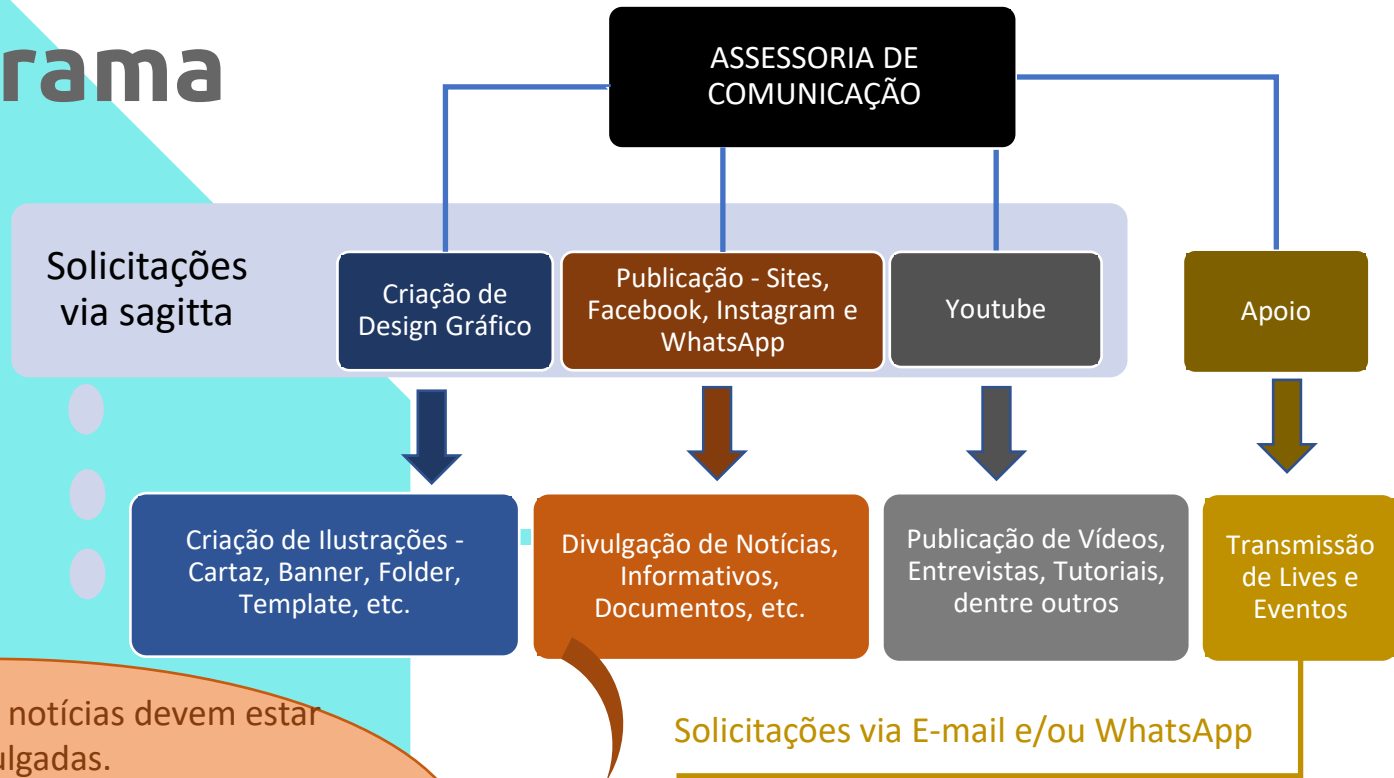 rama
ASSESSORIA DE
COMUNICAÇÃO
Solicitações
via sagitta
Criação de
Design Gráfico
Publicação - Sites,
Facebook, Instagram e
WhatsApp
Youtube
Apoio
Criação de Ilustrações -
Cartaz, Banner, Folder,
Template, etc.
Divulgação de Notícias,
Informativos,
Documentos, etc.
Publicação de Vídeos,
Entrevistas, Tutoriais,
dentre outros
Transmissão
de Lives e
Eventos
notícias devem estar
ulgadas.
Solicitações via E-mail e/ou WhatsApp